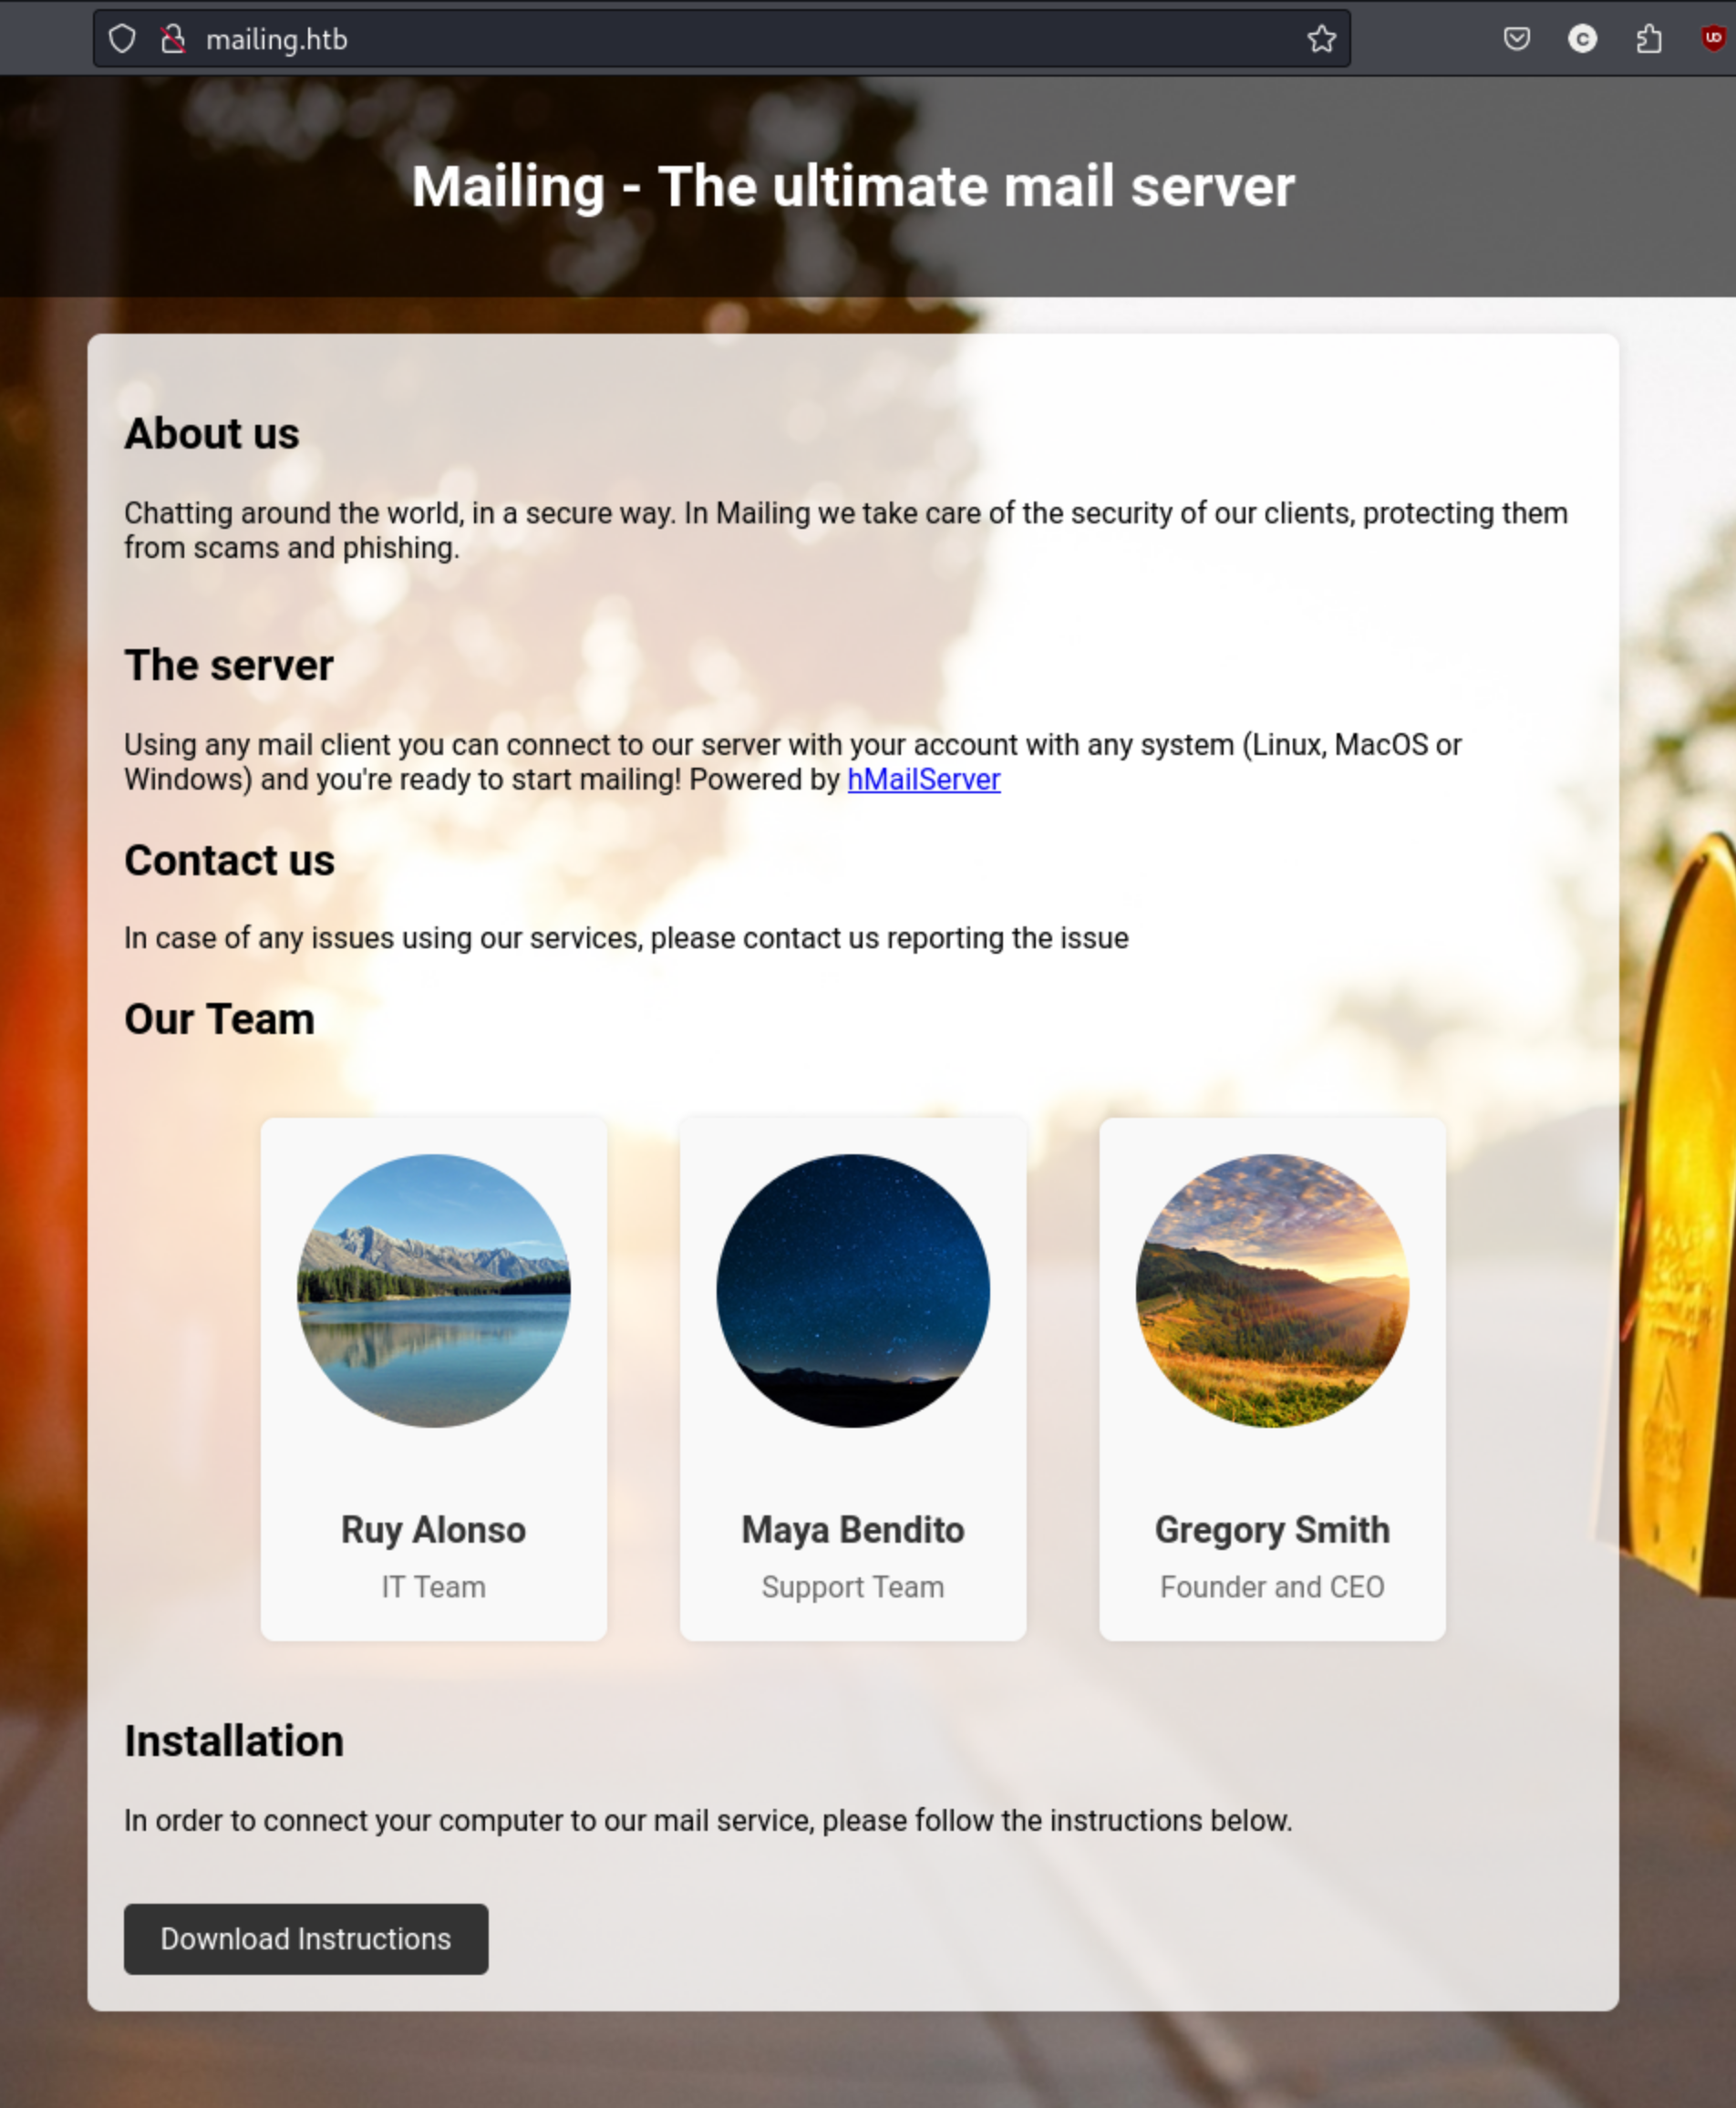 mailing.htb
Mailing - The ultimate mail server
About us
Chatting around the world, in a secure way. In Mailing we take care of the security of our clients, protecting them
from scams and phishing.
The server
Using any mail client you can connect to our server with your account with any system (Linux, MacOS or
Windows) and you're ready to start mailing! Powered by hMailServer
Contact us
In case of any issues using our services, please contact us reporting the issue
Our Team
Ruy Alonso
IT Team
Maya Bendito
Support Team
Gregory Smith
Founder and CEO
Installation
In order to connect your computer to our mail service, please follow the instructions below.
Download Instructions